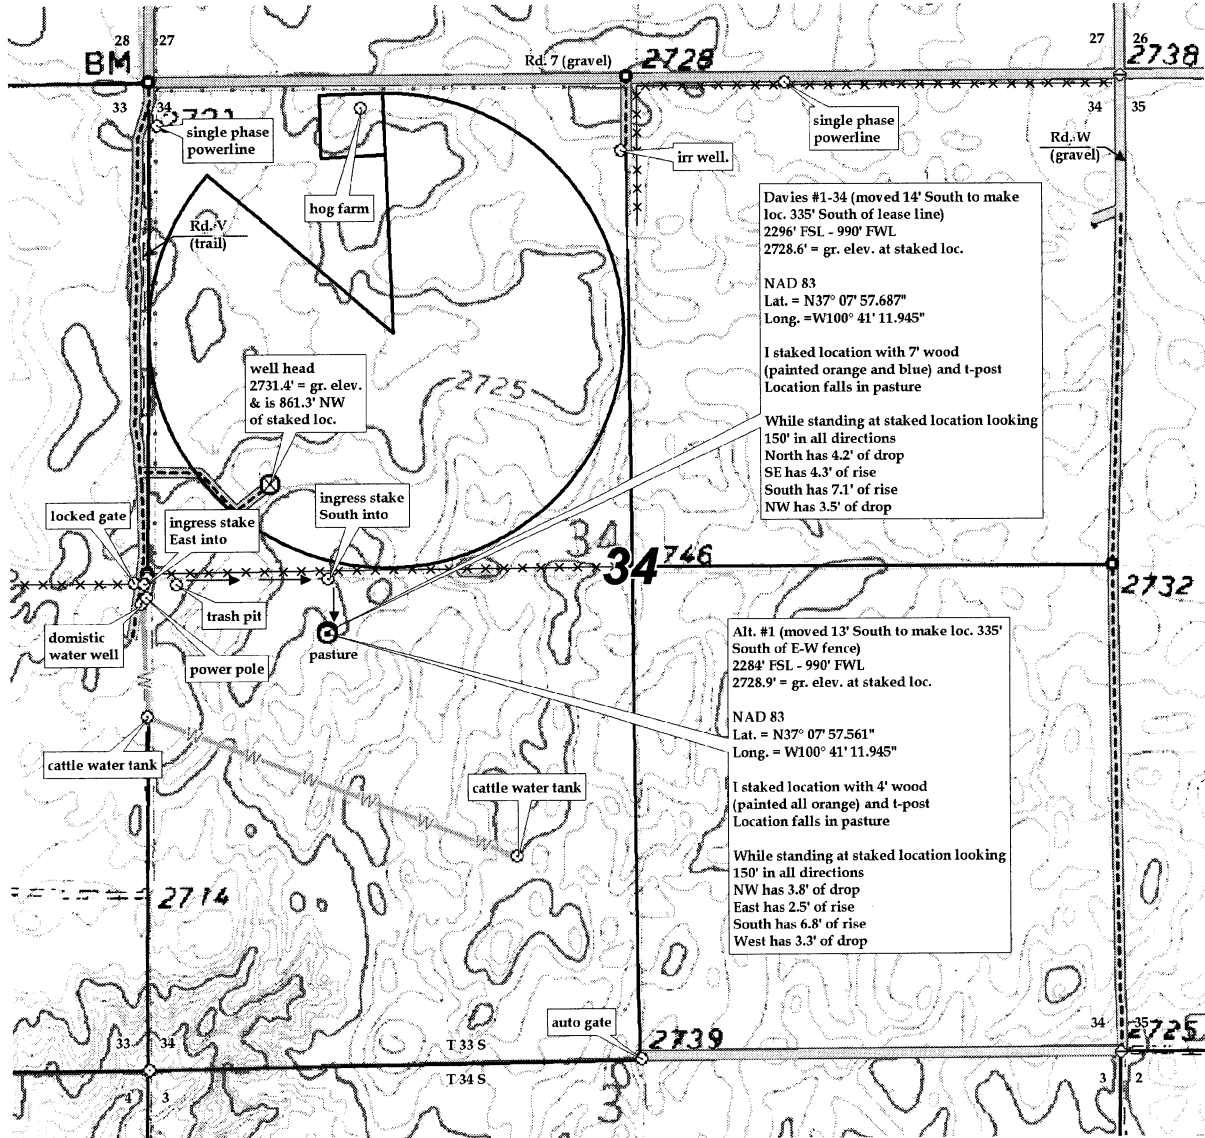 28
27
27
26
BM
Rd. 7 (gravel)
2728
2738
33
34
34
35
single phase
powerline
single phase
powerline
Rd. W
(gravel)
irr well.
hog farm
Rd. V
(trail)
Davies #1-34 (moved 14' South to make
loc. 335' South of lease line)
2296' FSL - 990' FWL
2728.6' = gr. elev. at staked loc.
NAD 83
Lat. = N37° 07' 57.687"
Long. =W100° 41' 11.945"
I staked location with 7' wood
(painted orange and blue) and t-post
Location falls in pasture
While standing at staked location looking
150' in all directions
North has 4.2' of drop
SE has 4.3' of rise
South has 7.1' of rise
NW has 3.5' of drop
well head
2731.4' = gr. elev.
& is 861.3' NW
of staked loc.
2725
ingress stake
South into
locked gate
ingress stake
East into
34
34
746
2732
trash pit
domistic
water well
power pole
pasture
Alt. #1 (moved 13' South to make loc. 335'
South of E-W fence)
2284' FSL - 990' FWL
2728.9' = gr. elev. at staked loc.
NAD 83
Lat. = N37° 07' 57.561"
Long. = W100° 41' 11.945"
I staked location with 4' wood
(painted all orange) and t-post
Location falls in pasture
While standing at staked location looking
150' in all directions
NW has 3.8' of drop
East has 2.5' of rise
South has 6.8' of rise
West has 3.3' of drop
W
W W W W W W
cattle water tank
cattle water tank
2714
auto gate
33
34
T 33 S
2739
34
35
2725
T 34 S
4
3
3
3
2